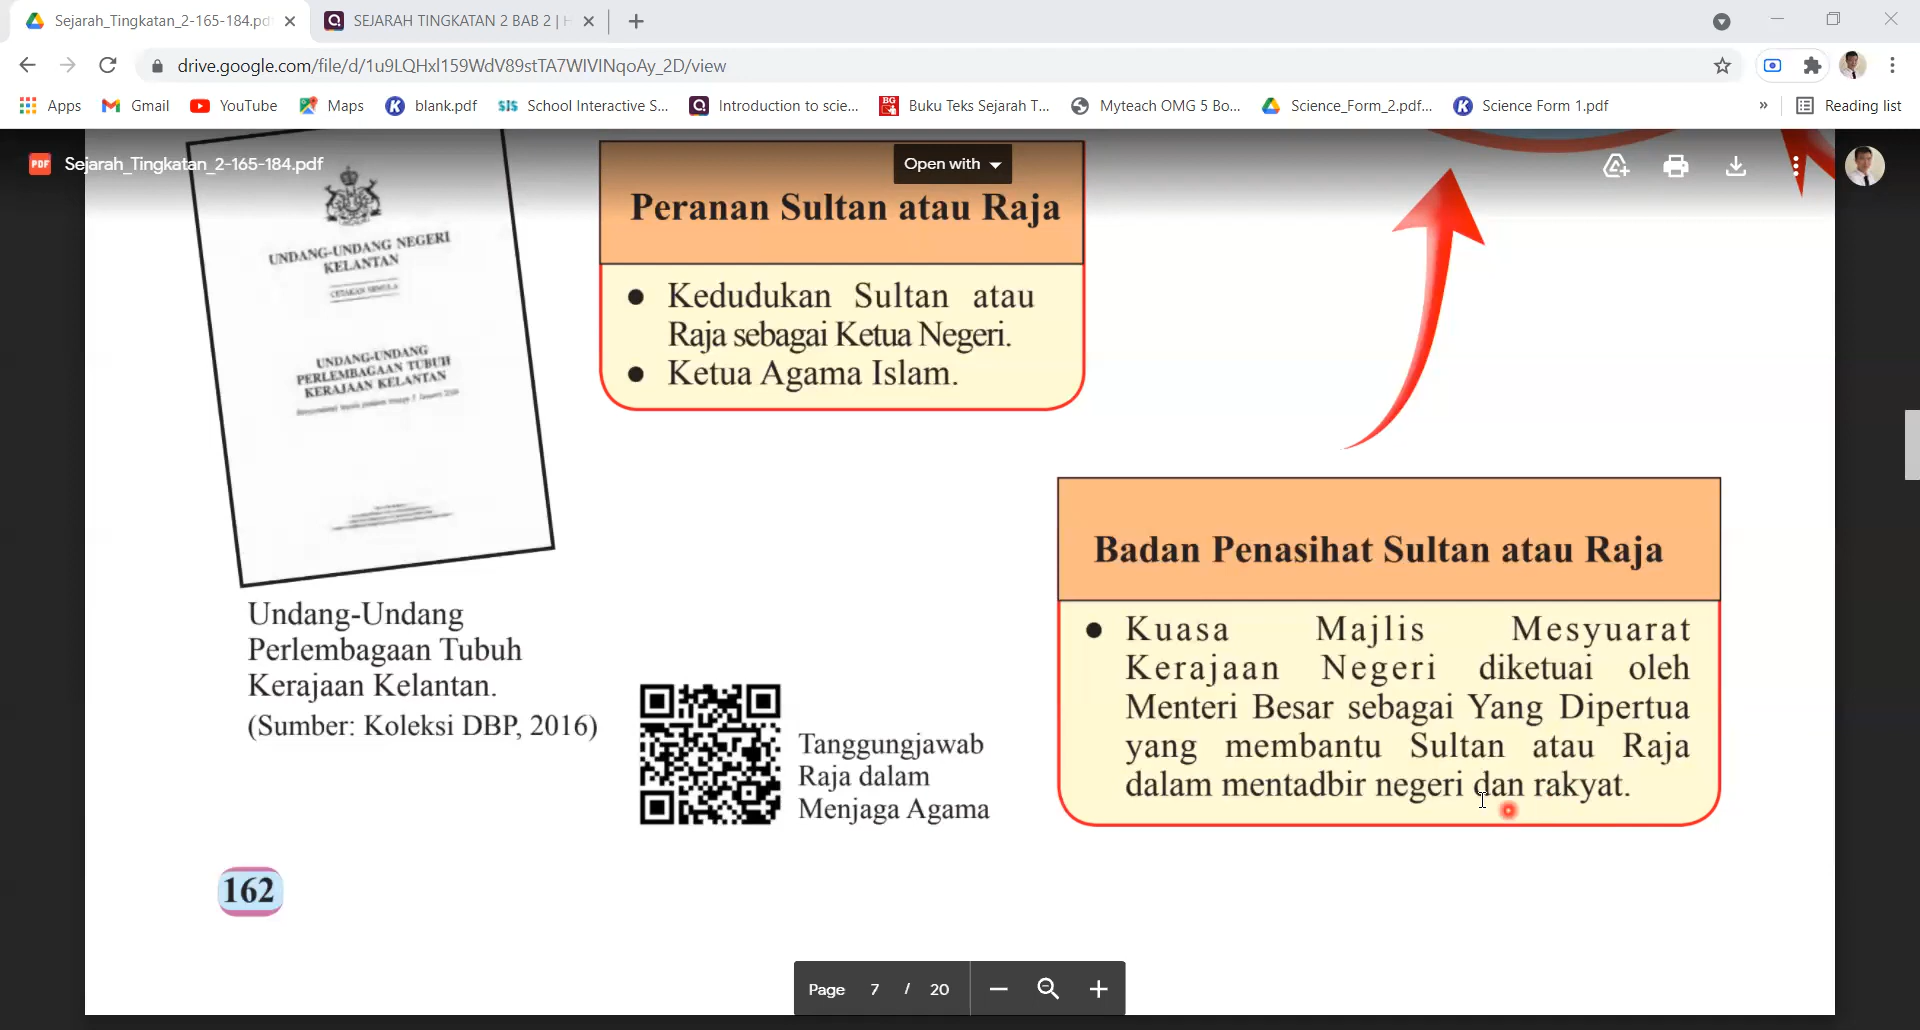 Sejarah_Tingkatan_2-165-184.pdf
SEJARAH TINGKATAN 2 BAB 2 |
drive.google.com/file/d/1u9LQHxl159WdV89stTA7WlVINqoAy_2D/view
Apps
Gmail
YouTube
Maps
blank.pdf
School Interactive S...
Introduction to scie...
Buku Teks Sejarah T...
Myteach OMG 5 Bo...
Science_Form_2.pdf...
Science Form 1.pdf
»
Reading list
PDF
Sejarah_Tingkatan_2-165-184.pdf
Open with
UNDANG-UNDANG NEGERI
KELANTAN
CETAKAN SEMULA
UNDANG-UNDANG
PERLEMBAGAAN TUBUH
KERAJAAN KELANTAN
Undang-Undang
Perlembagaan Tubuh
Kerajaan Kelantan.
(Sumber: Koleksi DBP, 2016)
Peranan Sultan atau Raja
● Kedudukan Sultan atau
Raja sebagai Ketua Negeri.
● Ketua Agama Islam.
Tanggungjawab
Raja dalam
Menjaga Agama
Badan Penasihat Sultan atau Raja
● Kuasa Majlis Mesyuarat
Kerajaan Negeri diketuai oleh
Menteri Besar sebagai Yang Dipertua
yang membantu Sultan atau Raja
dalam mentadbir negeri dan rakyat.
162
Page 7 / 20